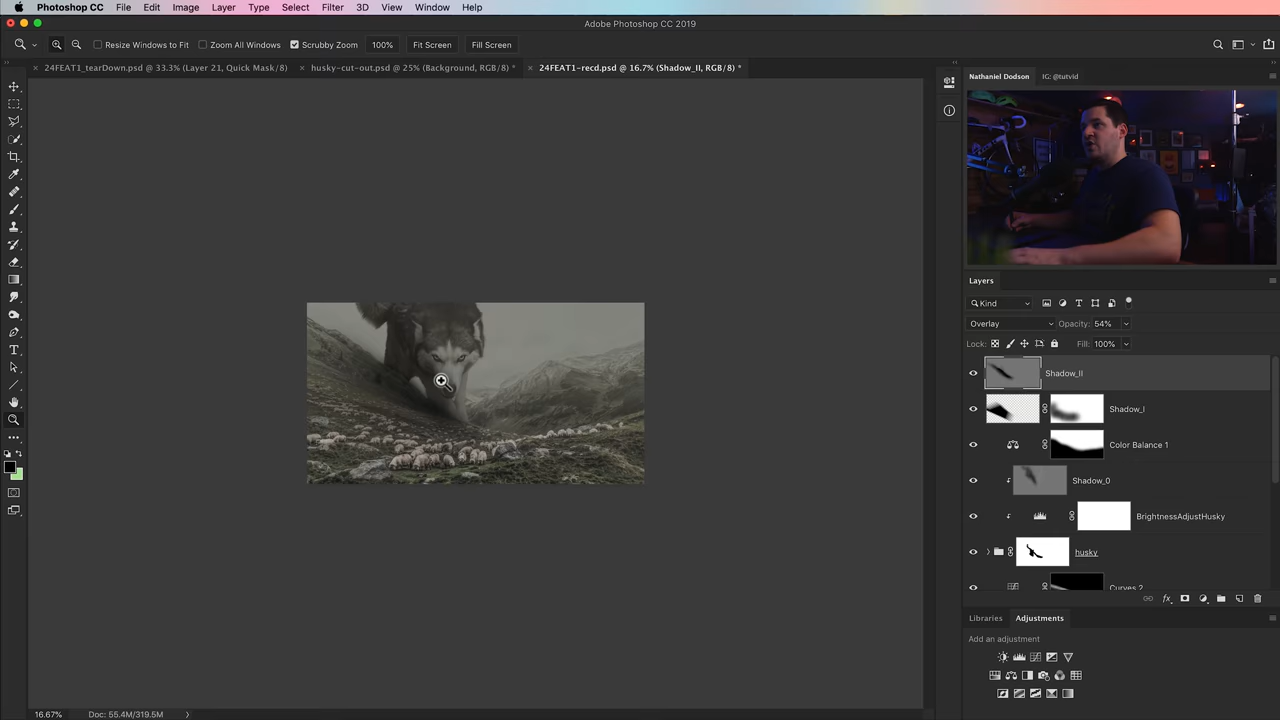 Photoshop CC File Edit Image Layer Type Select Filter 3D View Window Help
Adobe Photoshop CC 2019
Resize Windows to Fit Zoom All Windows Scrubby Zoom 100% Fit Screen Fill Screen
24FEAT1_tearDown.psd @ 33.3% (Layer 21, Quick Mask/8) husky-cut-out.psd @ 25% (Background, RGB/8) * 24FEAT1-recd.psd @ 16.7% (Shadow_II, RGB/8) *
Nathaniel Dodson IG: @tutvid
Layers
Kind
Overlay Opacity: 54%
Lock: Fill: 100%
Shadow_II
Shadow_I
Color Balance 1
Shadow_0
BrightnessAdjustHusky
husky
Curves 2
fx
Libraries Adjustments
Add an adjustment
16.67% Doc: 55.4M/319.5M